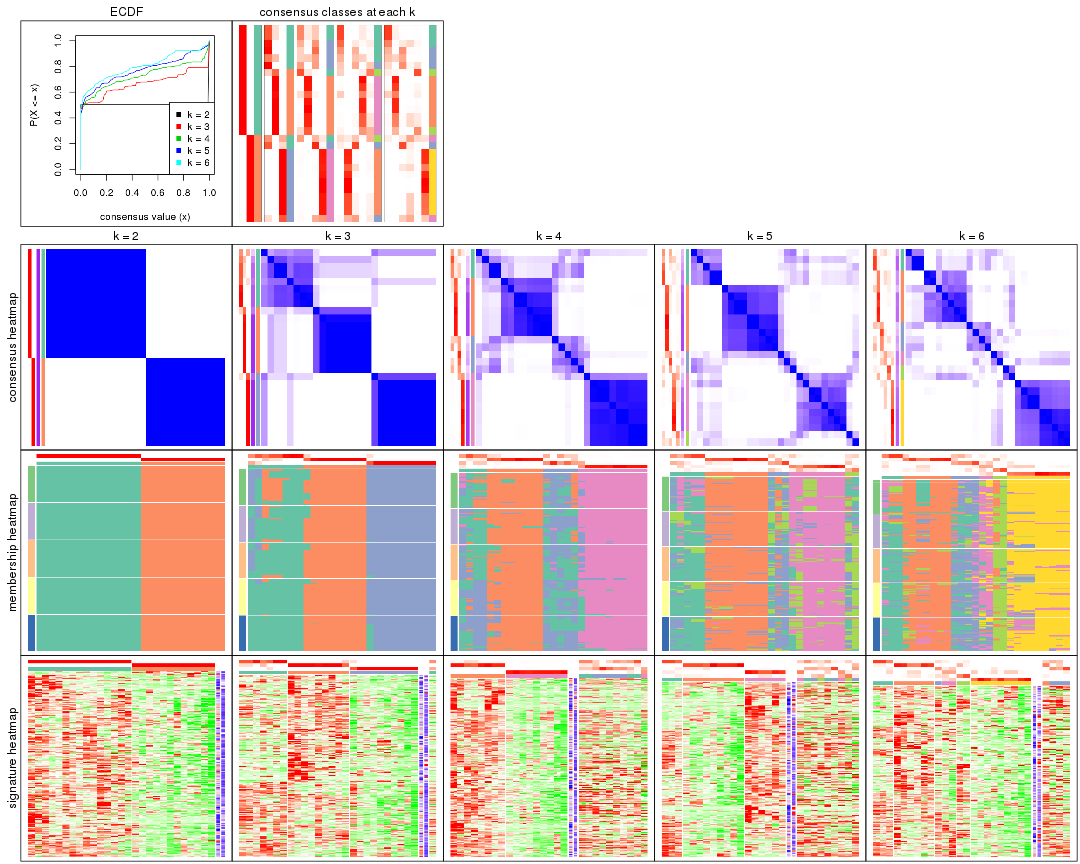 ECDF
consensus classes at each k
P(X <= x)
0.0 0.2 0.4 0.6 0.8 1.0
k = 2
k = 3
k = 4
k = 5
k = 6
0.0 0.2 0.4 0.6 0.8 1.0
consensus value (x)
k = 2 k = 3 k = 4 k = 5 k = 6
consensus heatmap
membership heatmap
signature heatmap